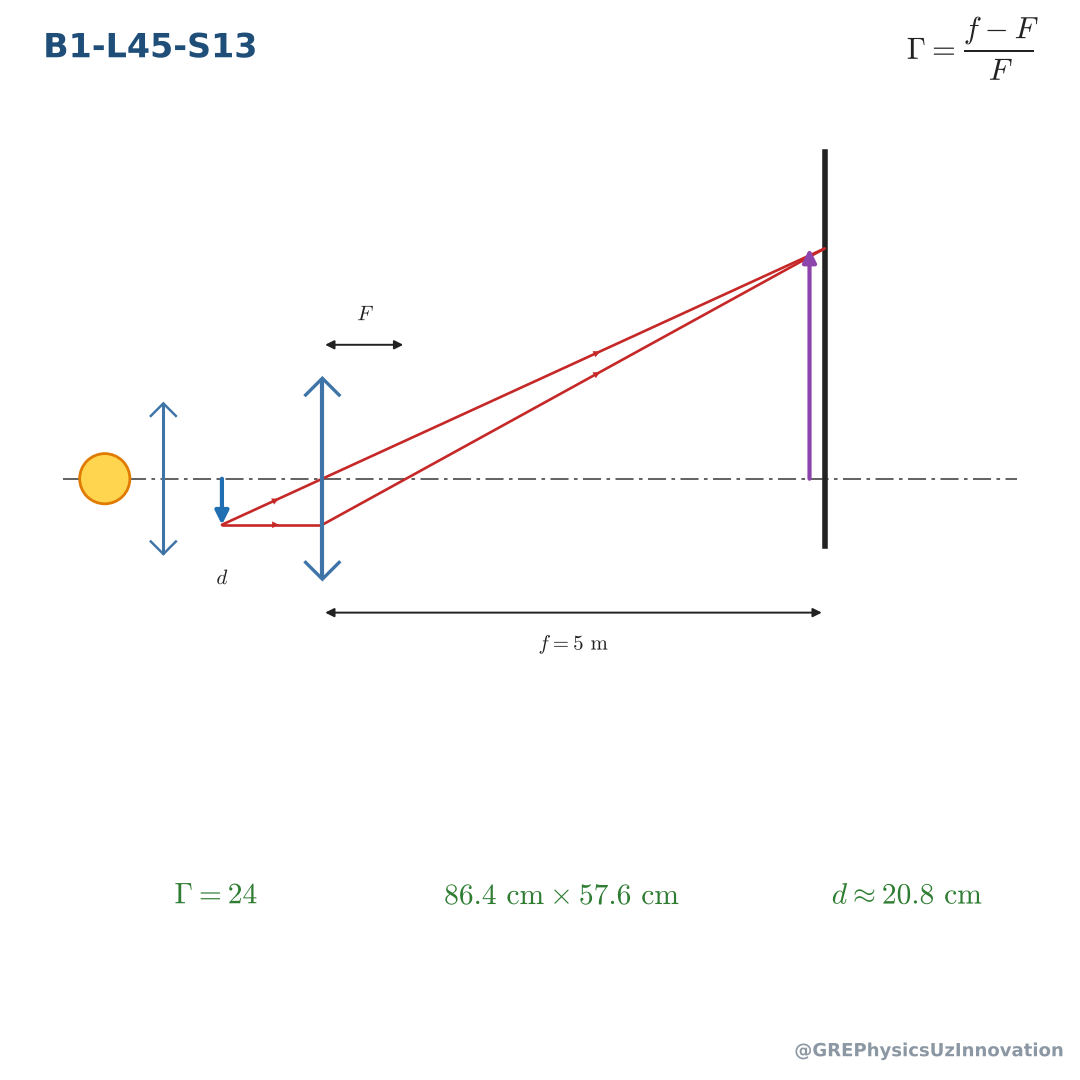 B1-L45-S13
Γ = (f − F)/F
F
d
f = 5 m
Γ = 24
86.4 cm × 57.6 cm
d ≈ 20.8 cm
@GREPhysicsUzInnovation